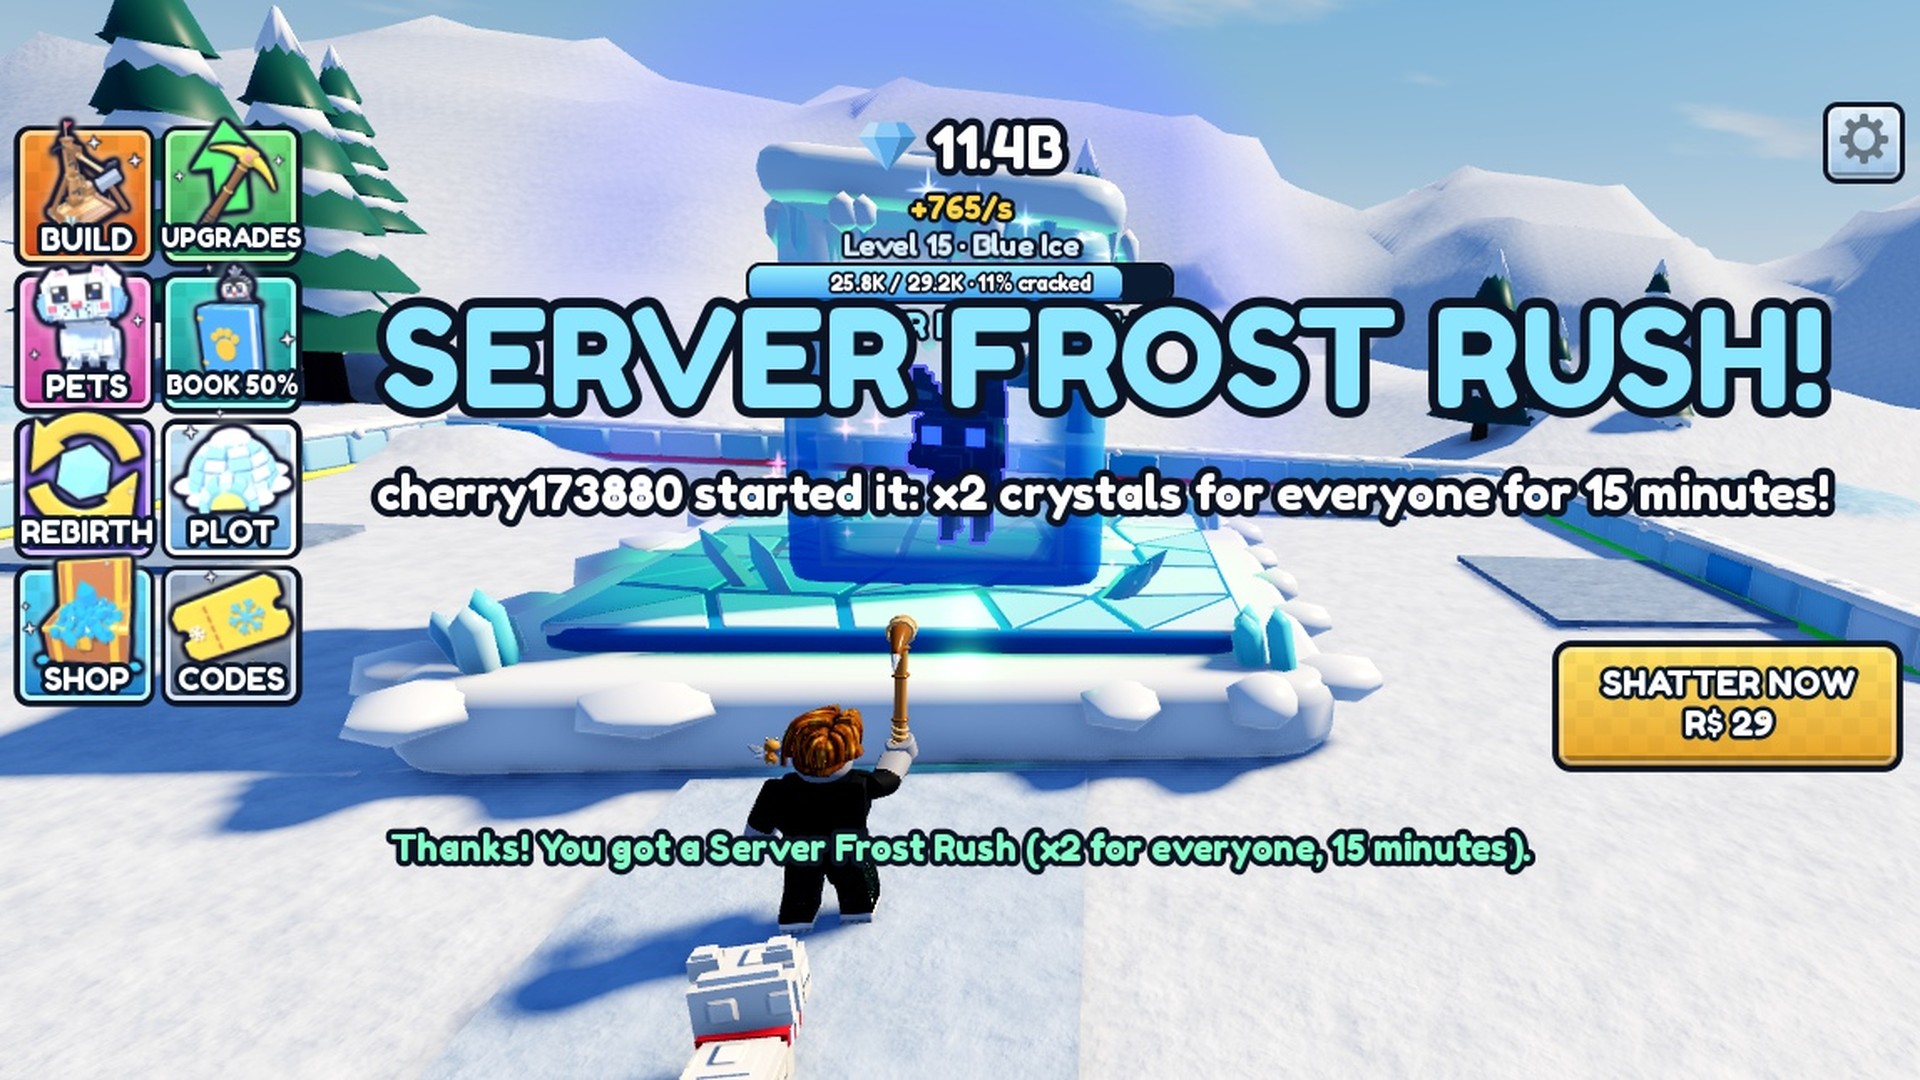 11.4B
+765/s
Level 15 · Blue Ice
25.8K / 29.2K · 11% cracked
BUILD
UPGRADES
PETS
BOOK 50%
REBIRTH
PLOT
SHOP
CODES
SERVER FROST RUSH!
cherry173880 started it: x2 crystals for everyone for 15 minutes!
SHATTER NOW
R$ 29
Thanks! You got a Server Frost Rush (x2 for everyone, 15 minutes).